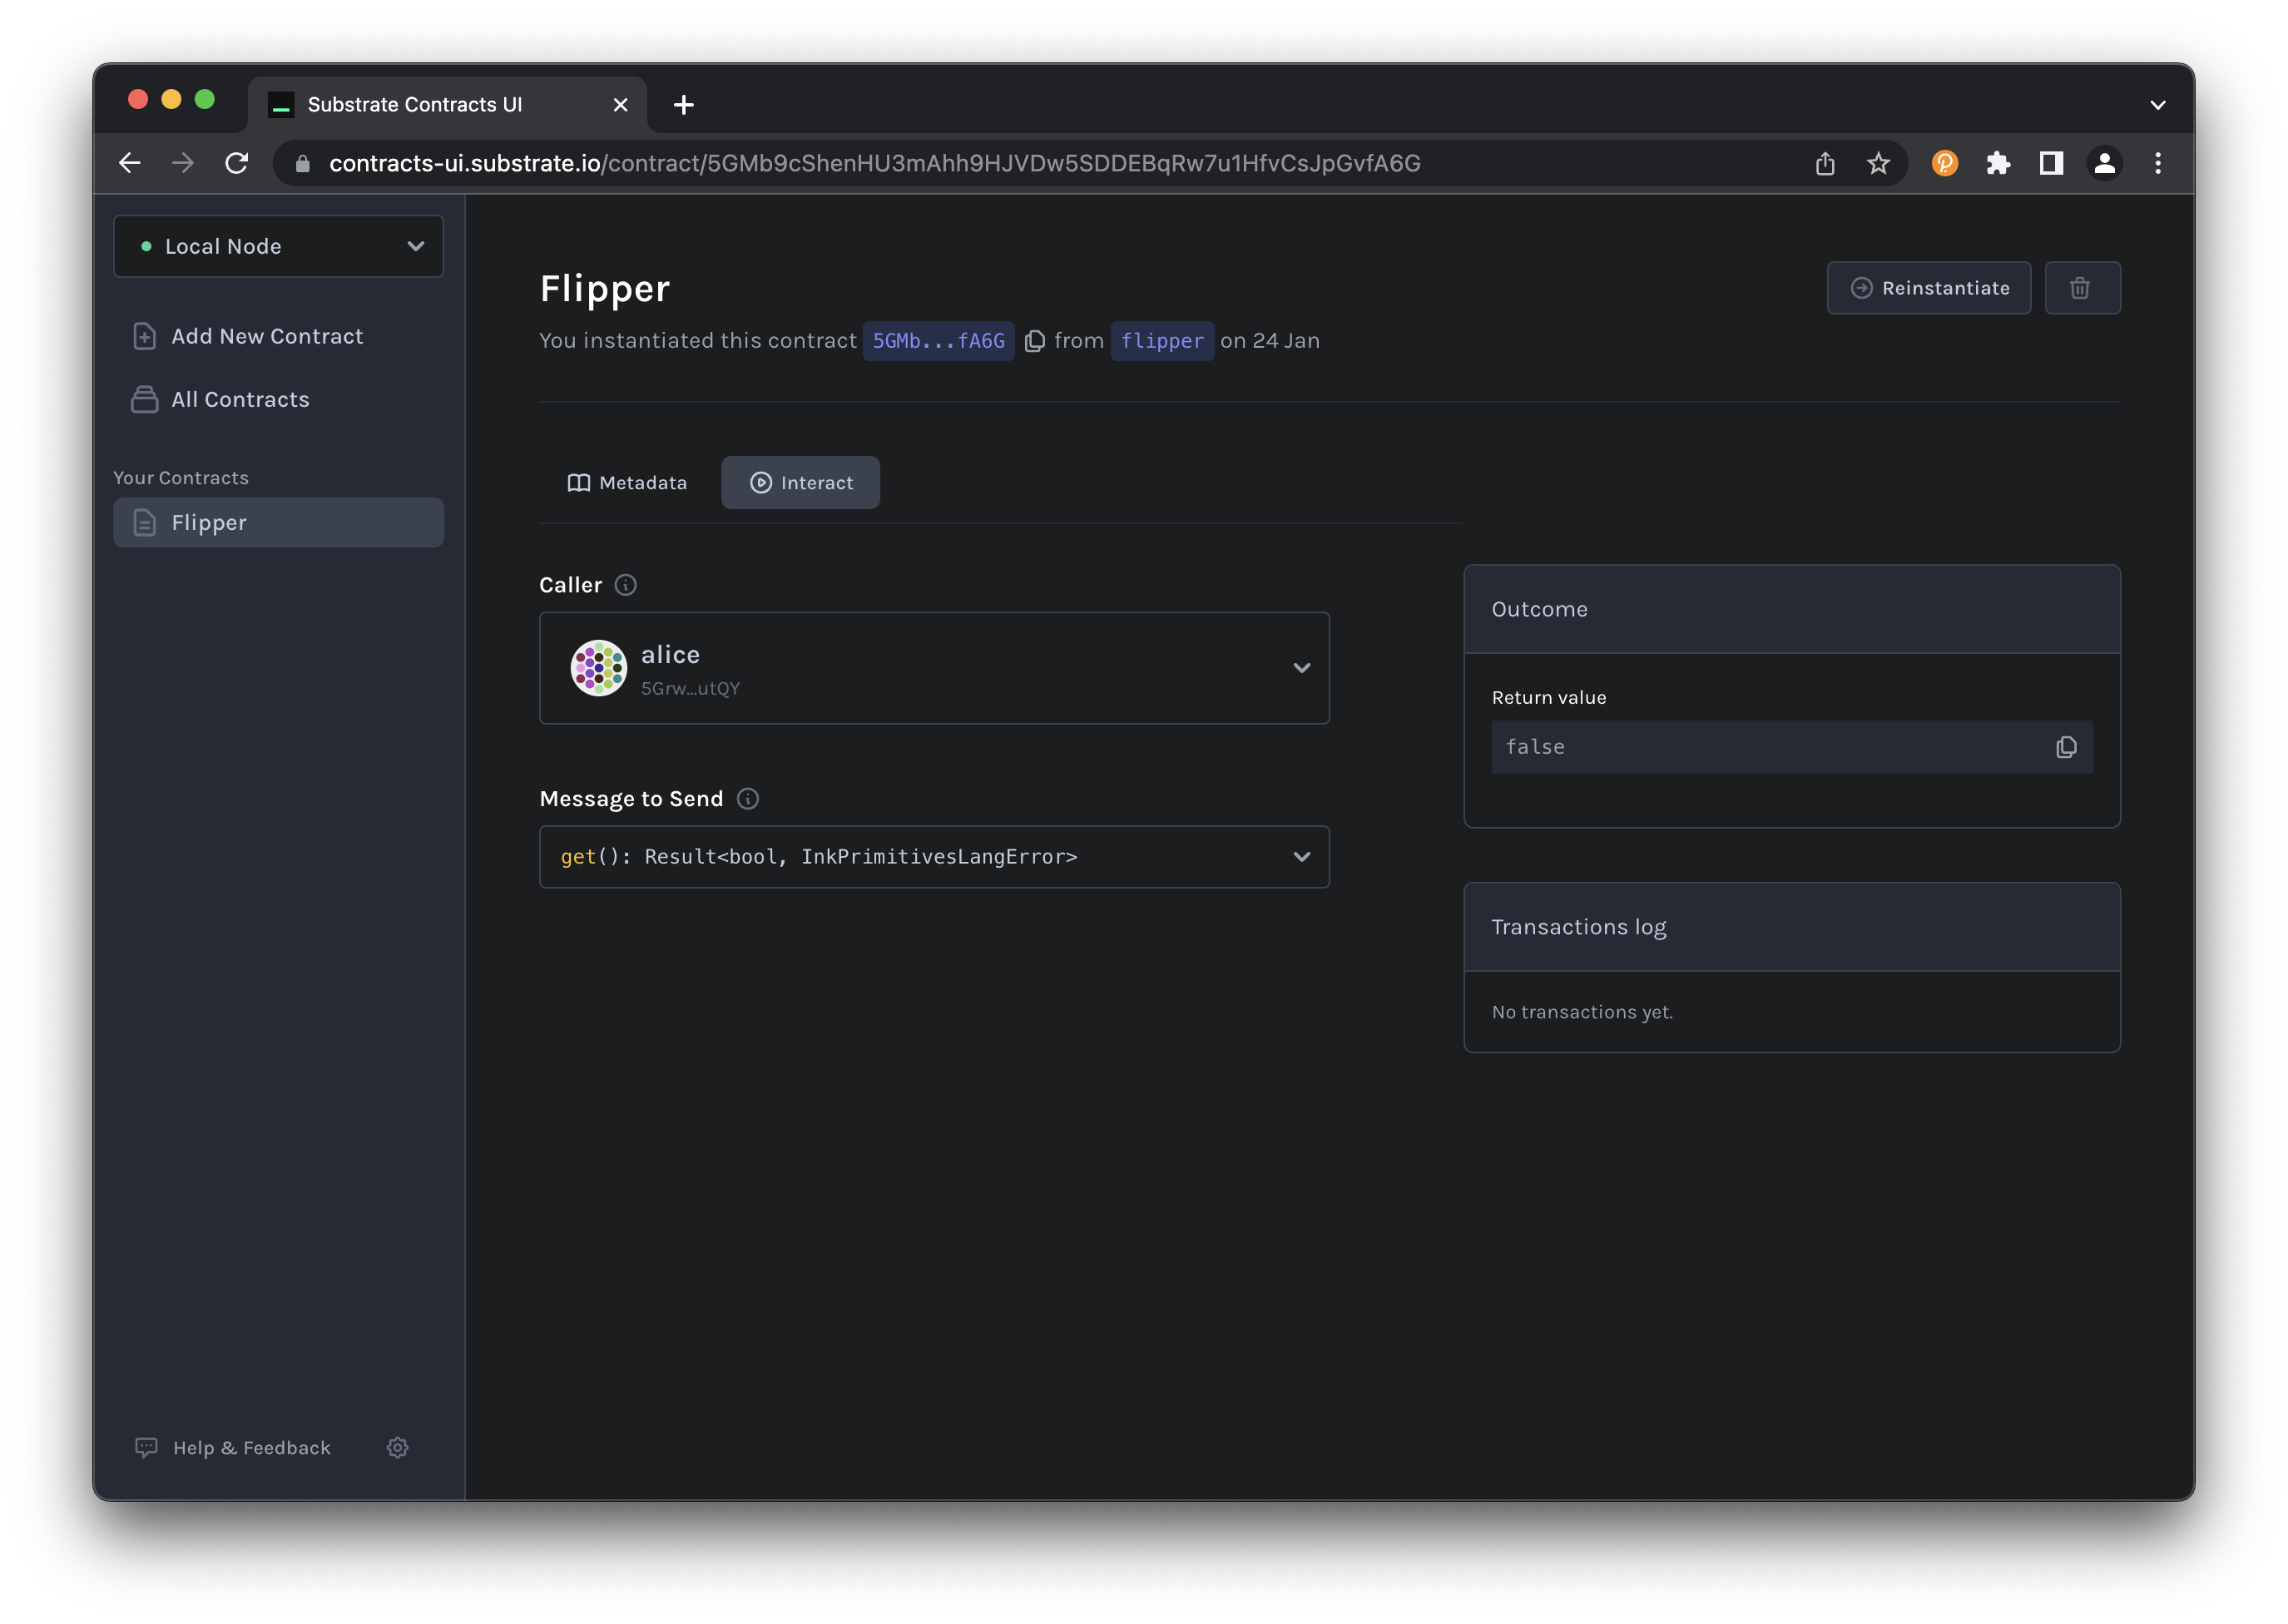 Substrate Contracts UI
contracts-ui.substrate.io/contract/5GMb9cShenHU3mAhh9HJVDw5SDDEBqRw7u1HfvCsJpGvfA6G
Local Node
Add New Contract
All Contracts
Your Contracts
Flipper
Help & Feedback
Flipper
You instantiated this contract 5GMb...fA6G from flipper on 24 Jan
Reinstantiate
Metadata
Interact
Caller
alice
5Grw...utQY
Message to Send
get(): Result<bool, InkPrimitivesLangError>
Outcome
Return value
false
Transactions log
No transactions yet.